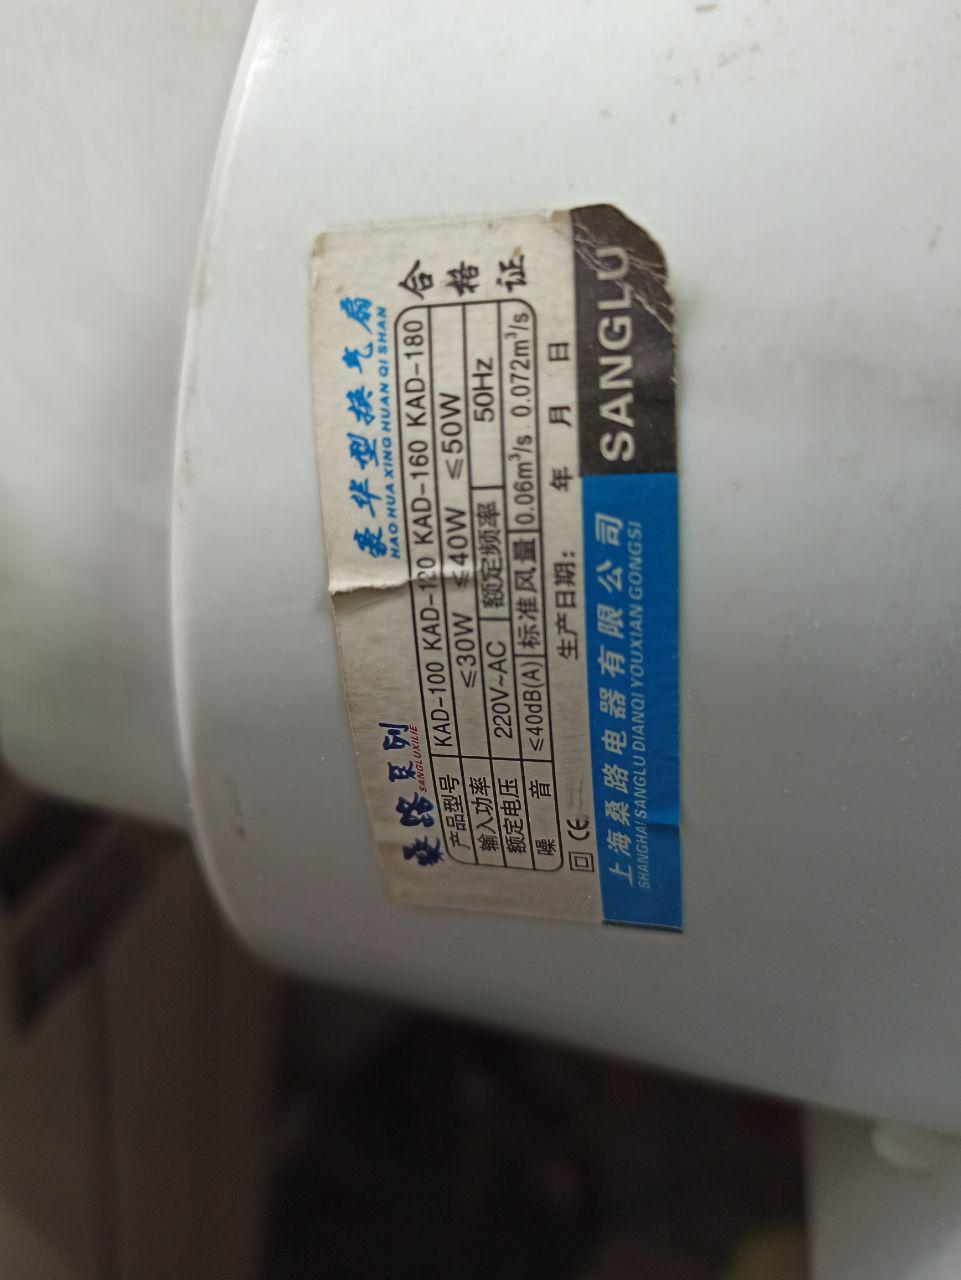 桑路系列 豪华型换气扇
SANGLUXILIE HAO HUA XING HUAN QI SHAN
产品型号 KAD-100 KAD-120 KAD-160 KAD-180
输入功率 ≤30W ≤40W ≤50W
额定电压 220V~AC 额定频率 50Hz
噪音 ≤40dB(A) 标准风量 0.06m³/s 0.072m³/s
合格证
CE 生产日期: 年 月 日
上海桑路电器有限公司 SANGLU
SHANGHAI SANGLU DIANQI YOUXIAN GONGSI